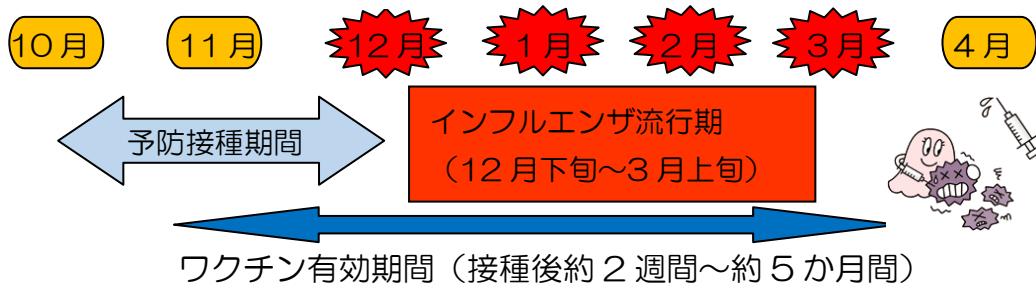 10月 11月 12月 1月 2月 3月 4月
予防接種期間
インフルエンザ流行期
（12月下旬～3月上旬）
ワクチン有効期間（接種後約2週間～約5か月間）